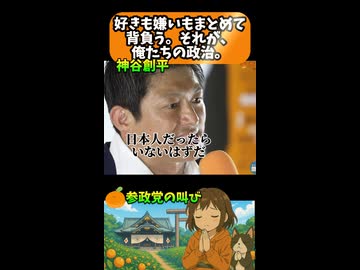 好きも嫌いもまとめて
背負う。それが、
俺たちの政治。
神谷創平
日本人だったら
いないはずだ
参政党の叫び